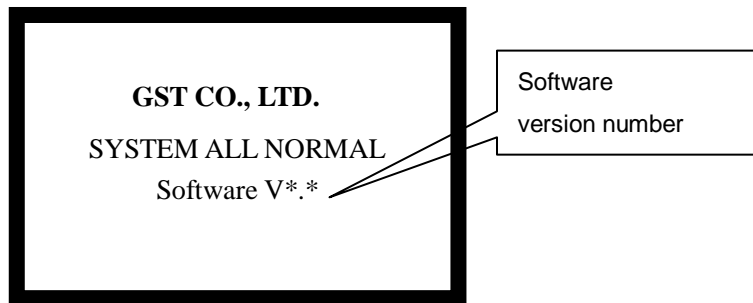 GST CO., LTD.
SYSTEM ALL NORMAL
Software V*.*
Software
version number